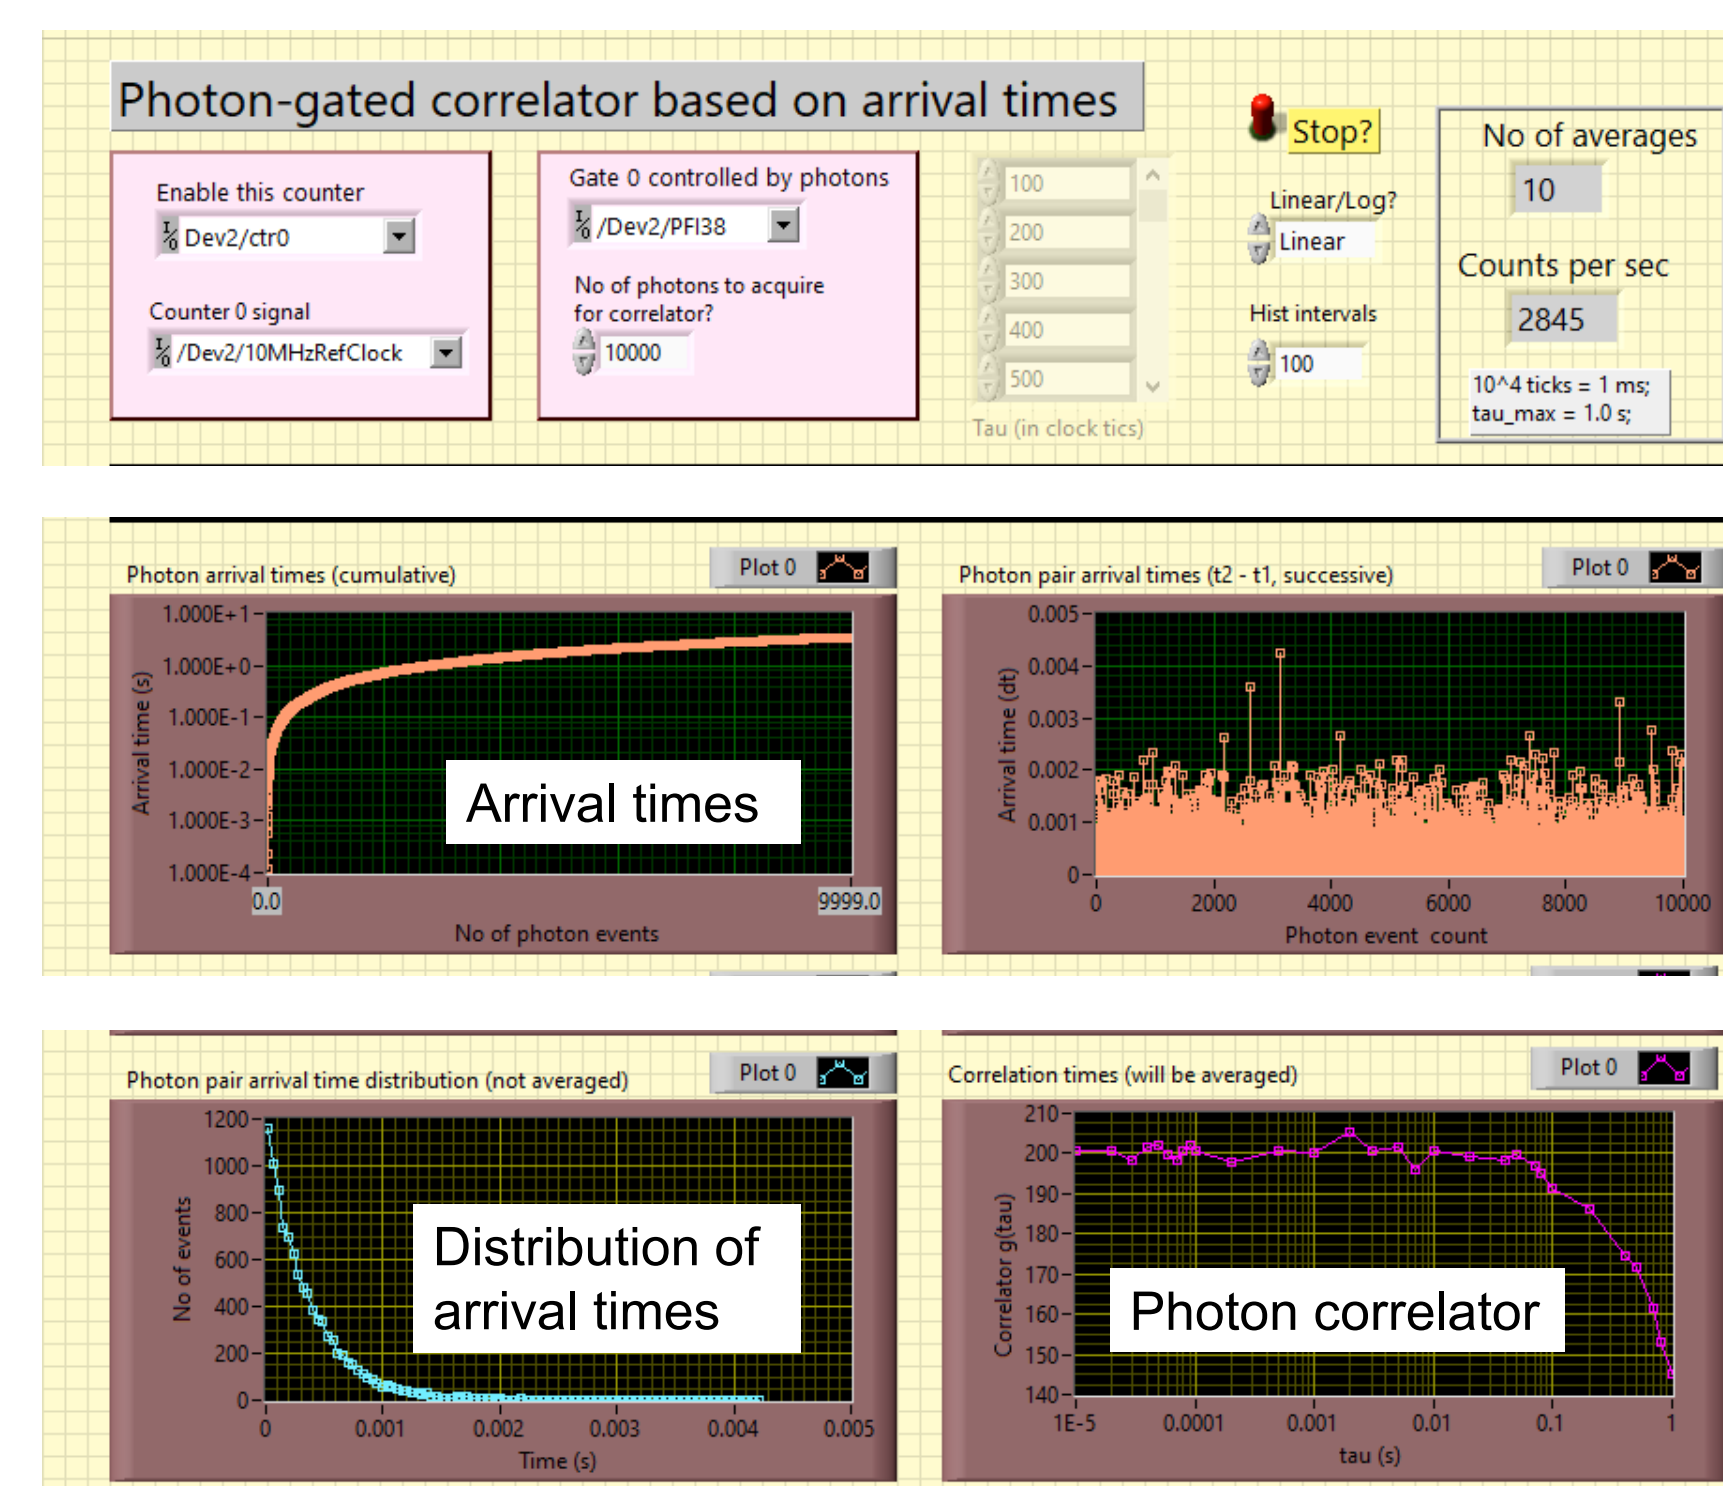 Photon-gated correlator based on arrival times
Enable this counter
Dev2/ctr0
Counter 0 signal
/Dev2/10MHzRefClock
Gate 0 controlled by photons
/Dev2/PFI38
No of photons to acquire
for correlator?
10000
100
200
300
400
500
Tau (in clock tics)
Stop?
Linear/Log?
Linear
Hist intervals
100
No of averages
10
Counts per sec
2845
10^4 ticks = 1 ms;
tau_max = 1.0 s;
Photon arrival times (cumulative)
Plot 0
1.000E+1
1.000E+0
1.000E-1
1.000E-2
1.000E-3
1.000E-4
Arrival time (s)
Arrival times
0.0
9999.0
No of photon events
Photon pair arrival times (t2 - t1, successive)
Plot 0
0.005
0.004
0.003
0.002
0.001
0
Arrival time (dt)
0 2000 4000 6000 8000 10000
Photon event count
Photon pair arrival time distribution (not averaged)
Plot 0
1200
1000
800
600
400
200
0
No of events
Distribution of
arrival times
0 0.001 0.002 0.003 0.004 0.005
Time (s)
Correlation times (will be averaged)
Plot 0
210
200
190
180
170
160
150
140
Correlator g(tau)
Photon correlator
1E-5 0.0001 0.001 0.01 0.1 1
tau (s)